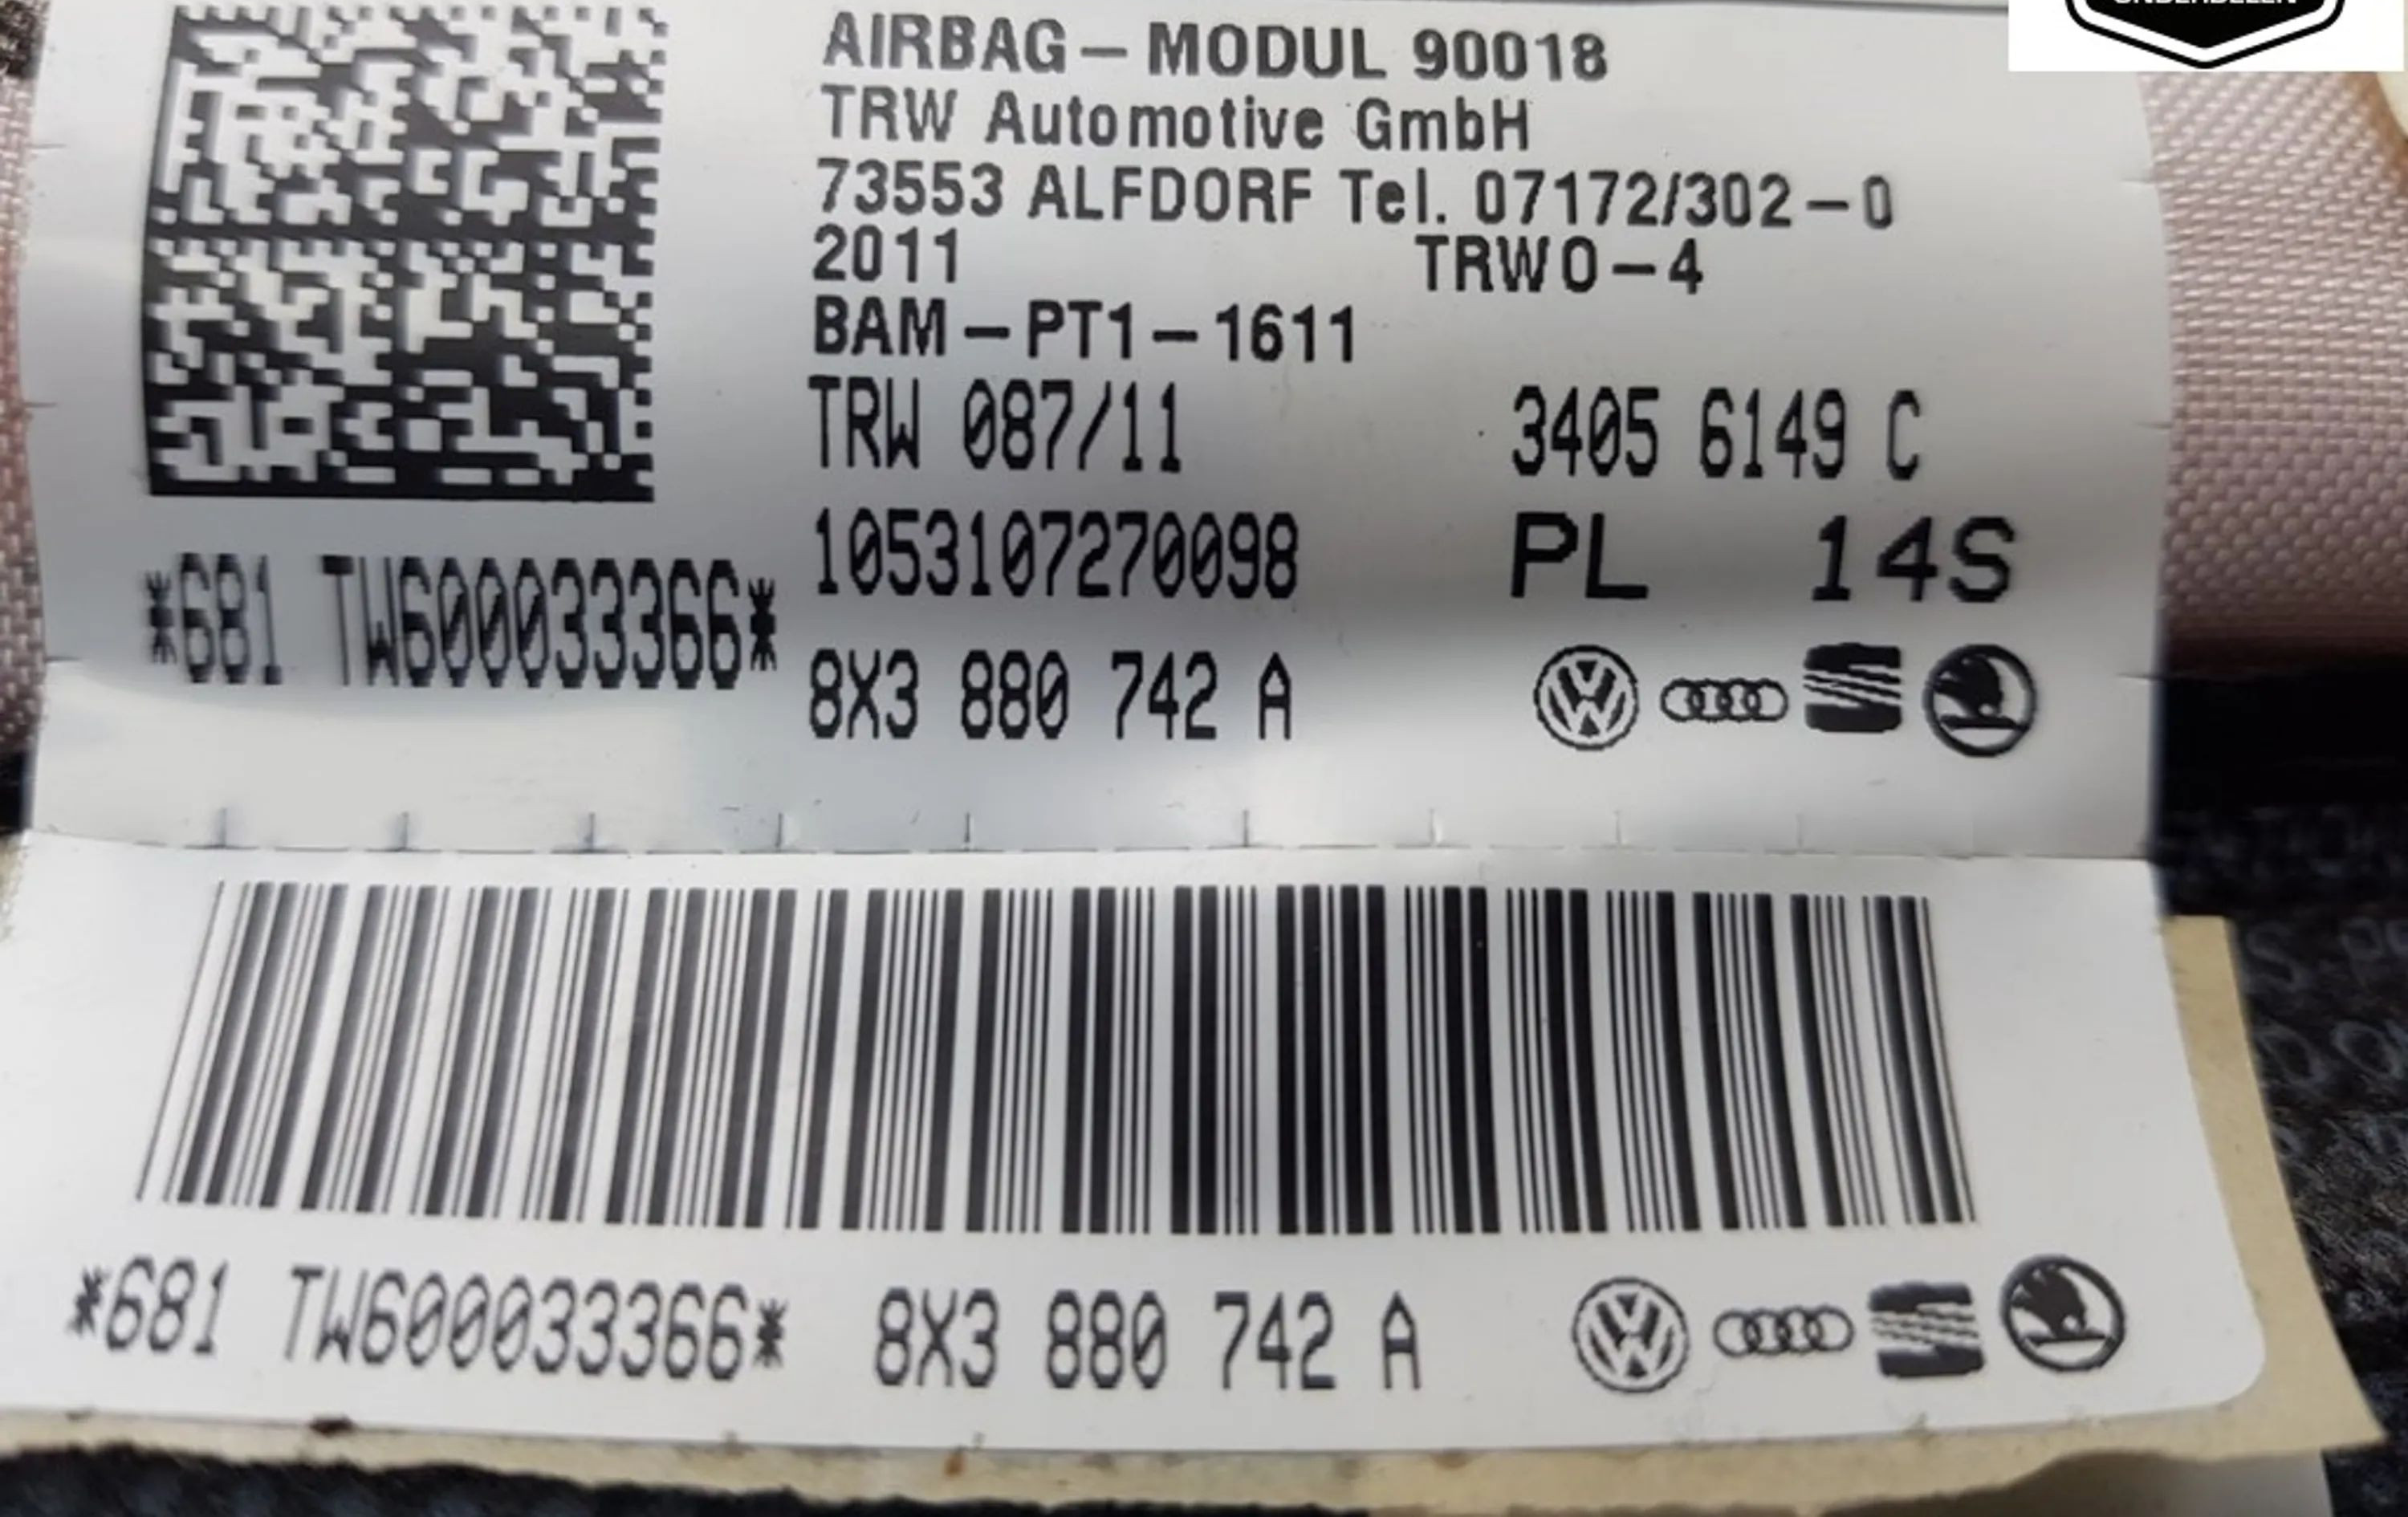 AIRBAG – MODUL 90018
TRW Automotive GmbH
73553 ALFDORF Tel. 07172/302 – 0
2011 TRW0 – 4
BAM – PT1 – 1611
TRW 087/11 3405 6149 C
1053107270098 PL 14S
*681 TW600033366*
8X3 880 742 A
*681 TW600033366* 8X3 880 742 A